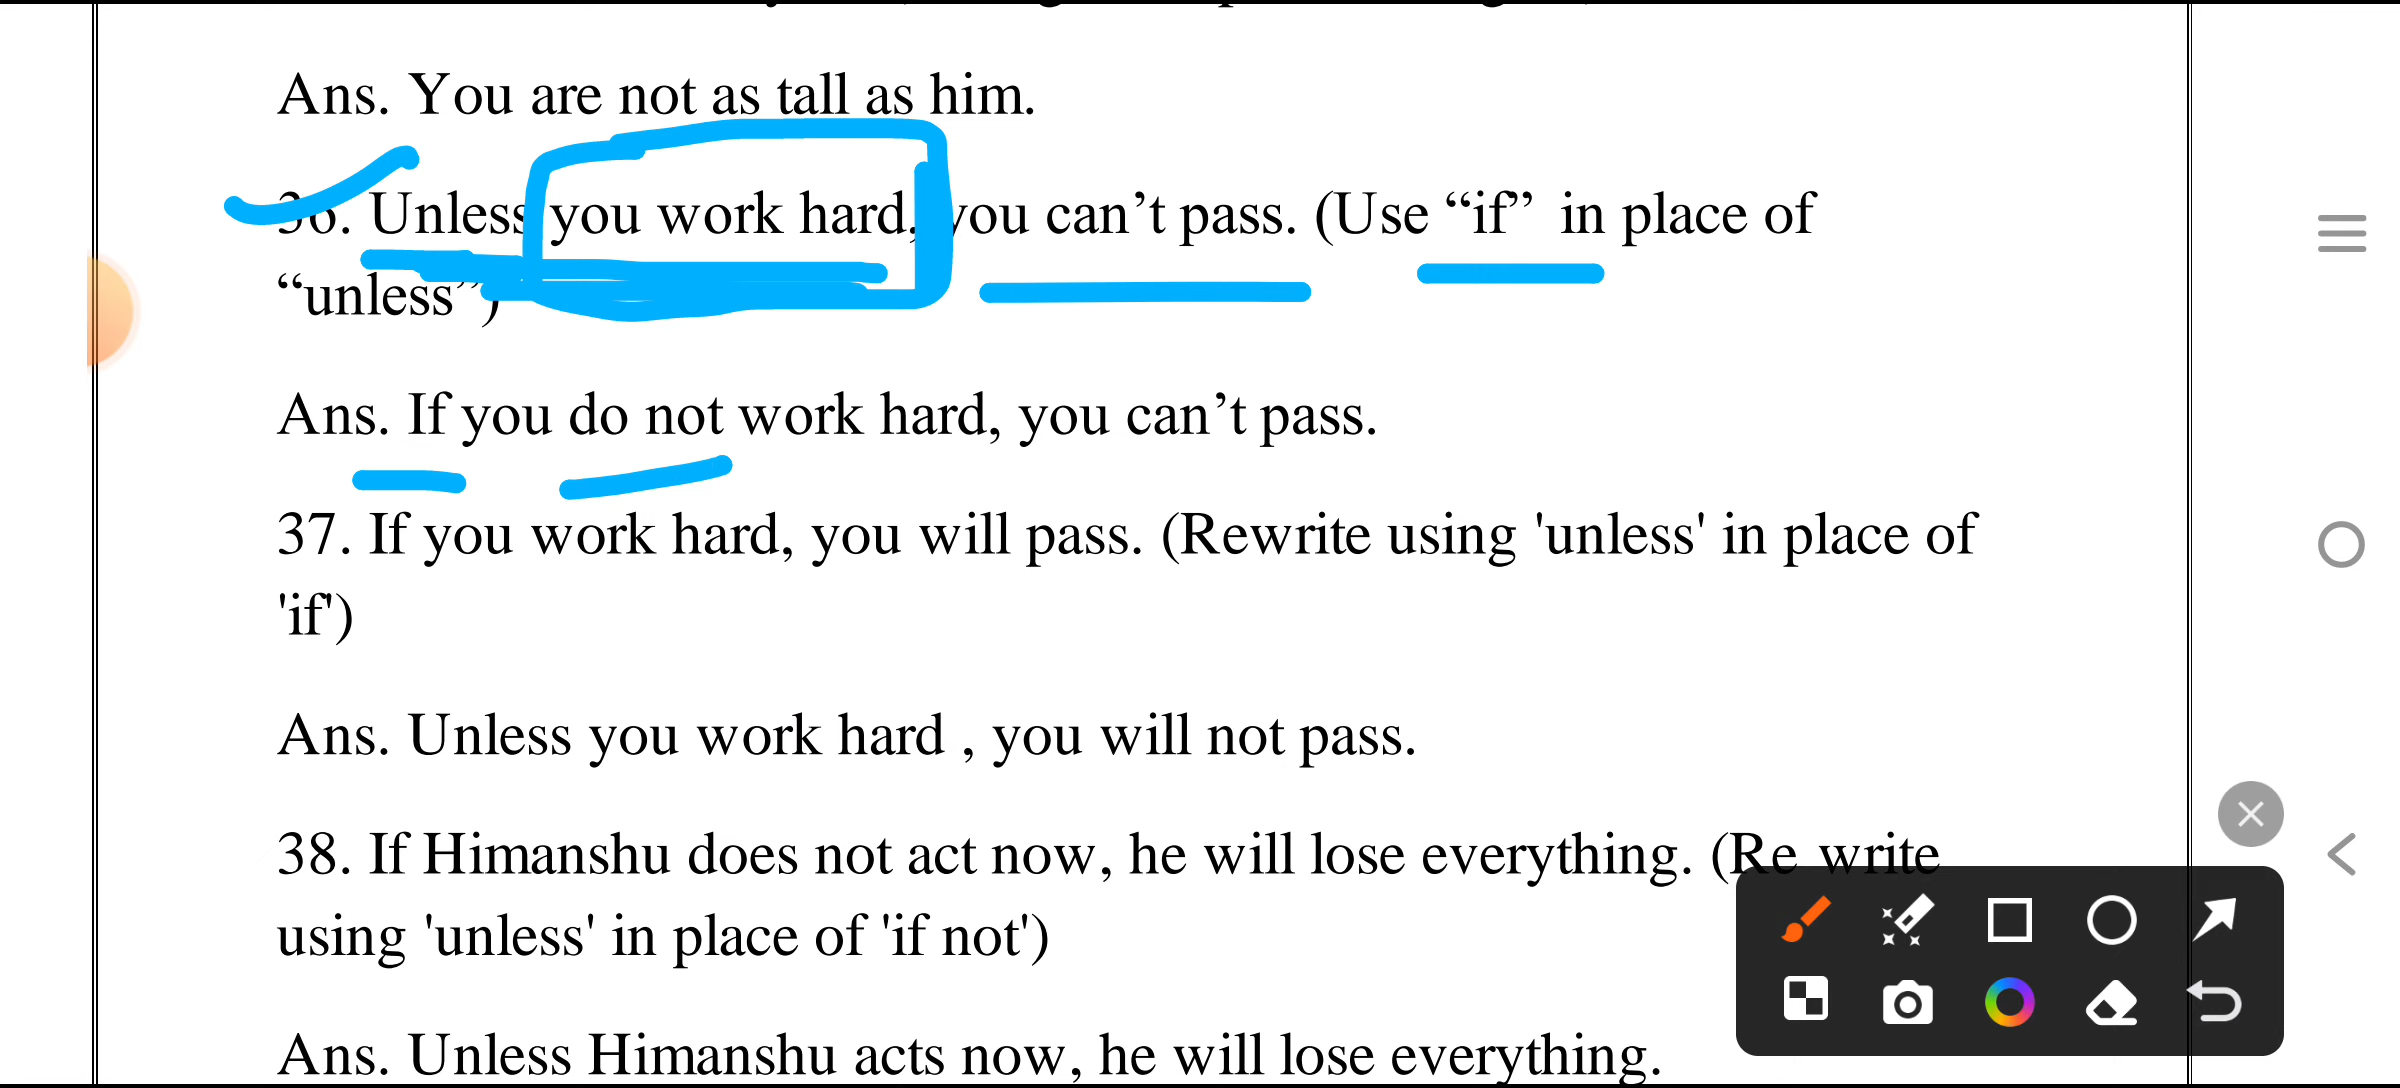 Ans. You are not as tall as him.
36. Unless you work hard, you can’t pass. (Use “if” in place of
“unless”)
Ans. If you do not work hard, you can’t pass.
37. If you work hard, you will pass. (Rewrite using 'unless' in place of
'if')
Ans. Unless you work hard , you will not pass.
38. If Himanshu does not act now, he will lose everything. (Re write
using 'unless' in place of 'if not')
Ans. Unless Himanshu acts now, he will lose everything.